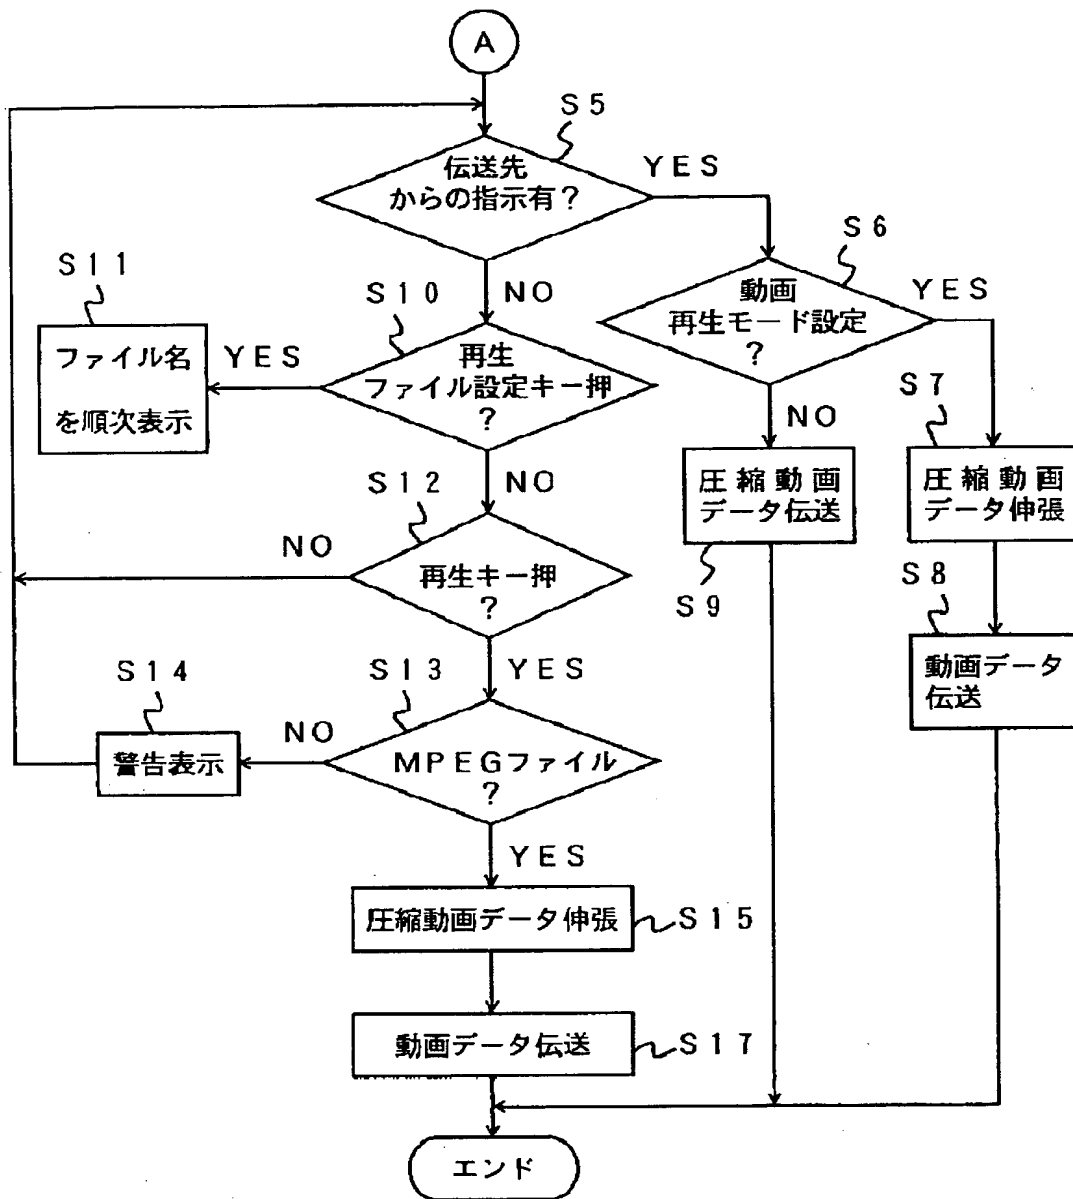 A
S5
伝送先
からの指示有?
YES
S6
動画
再生モード設定
?
YES
NO
S10
NO
再生
ファイル設定キー押
?
YES
S11
ファイル名
を順次表示
S7
圧縮動画
データ伸張
圧縮動画
データ伝送
S9
S8
動画データ
伝送
NO
S12
再生キー押
?
NO
YES
S13
MPEGファイル
?
NO
S14
警告表示
YES
圧縮動画データ伸張
S15
動画データ伝送
S17
エンド